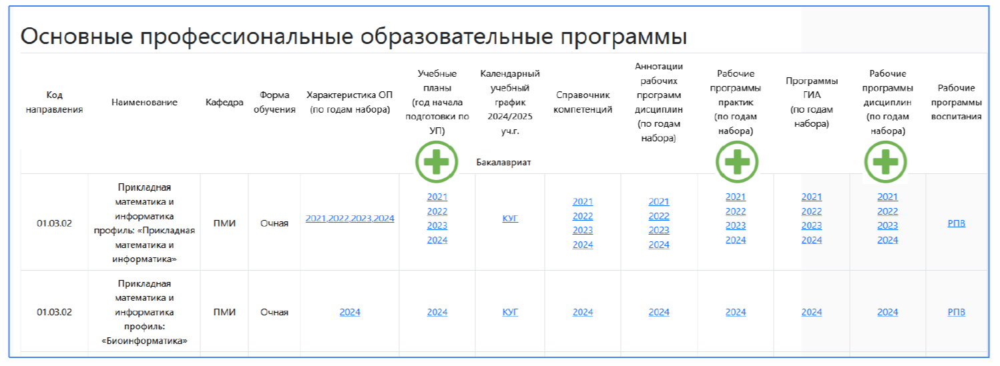 Основные профессиональные образовательные программы
Код
направления
Наименование
Кафедра
Форма
обучения
Характеристика ОП
(по годам набора)
Учебные
планы
(год начала
подготовки по
УП)
Календарный
учебный
график
2024/2025
уч.г.
Справочник
компетенций
Аннотации
рабочих
программ
дисциплин
(по годам
набора)
Рабочие
программы
практик
(по годам
набора)
Программы
ГИА
(по годам
набора)
Рабочие
программы
дисциплин
(по годам
набора)
Рабочие
программы
воспитания
Бакалавриат
01.03.02
Прикладная
математика и
информатика
профиль: «Прикладная
математика и
информатика»
ПМИ
Очная
2021,2022,2023,2024
2021
2022
2023
2024
КУГ
2021
2022
2023
2024
2021
2022
2023
2024
2021
2022
2023
2024
2021
2022
2023
2024
2021
2022
2023
2024
РПВ
01.03.02
Прикладная
математика и
информатика
профиль:
«Биоинформатика»
ПМИ
Очная
2024
2024
КУГ
2024
2024
2024
2024
2024
РПВ